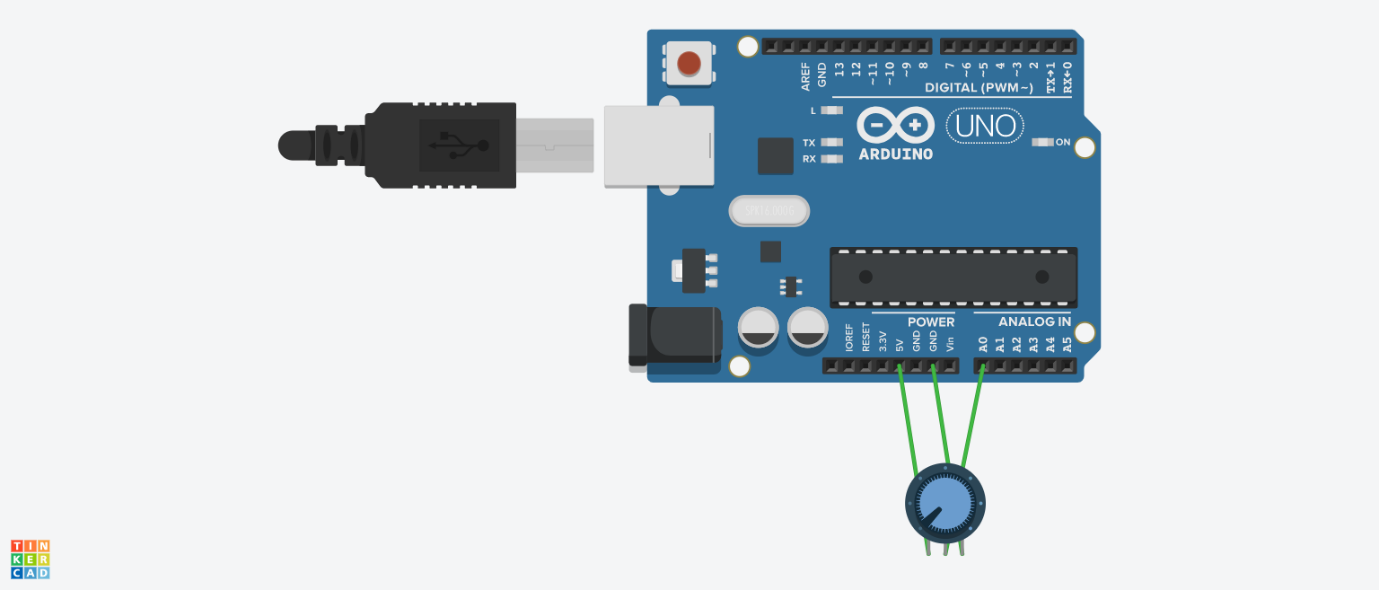 AREF
GND
13
12
~11
~10
~9
8
7
~6
~5
4
~3
2
TX→1
RX←0
DIGITAL (PWM~)
L
TX
RX
UNO
ON
ARDUINO
POWER
ANALOG IN
IOREF
RESET
3.3V
5V
GND
GND
Vin
A0
A1
A2
A3
A4
A5
TIN
KER
CAD